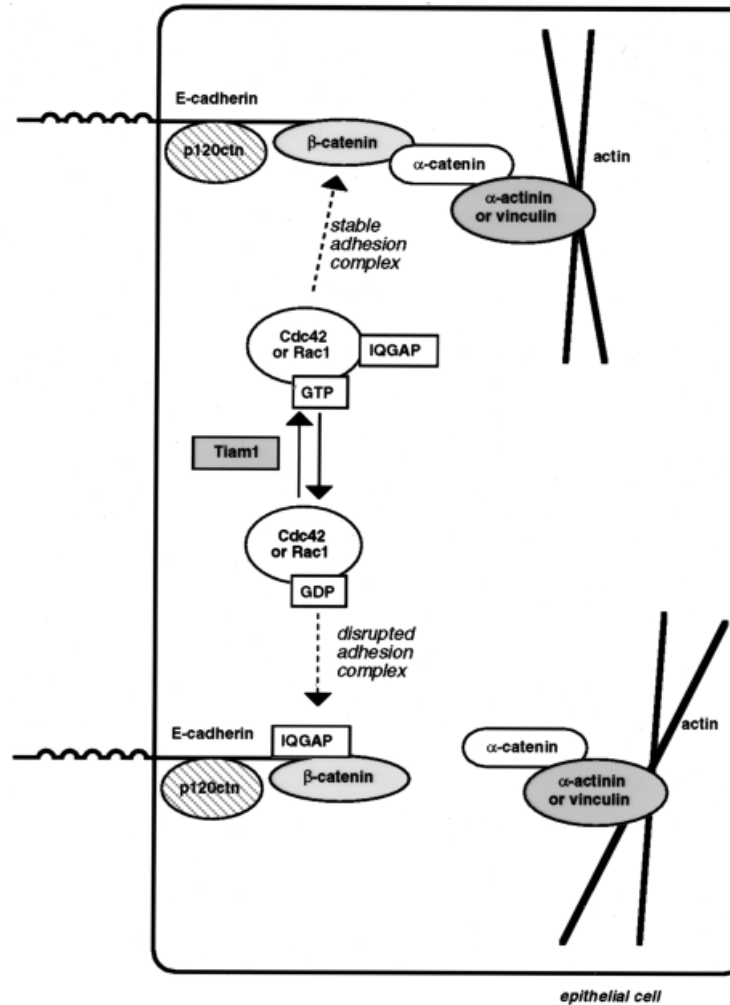 E-cadherin
p120ctn
β-catenin
α-catenin
actin
α-actinin
or vinculin
stable
adhesion
complex
Cdc42
or Rac1
IQGAP
GTP
Tiam1
Cdc42
or Rac1
GDP
disrupted
adhesion
complex
E-cadherin
IQGAP
p120ctn
β-catenin
α-catenin
actin
α-actinin
or vinculin
epithelial cell